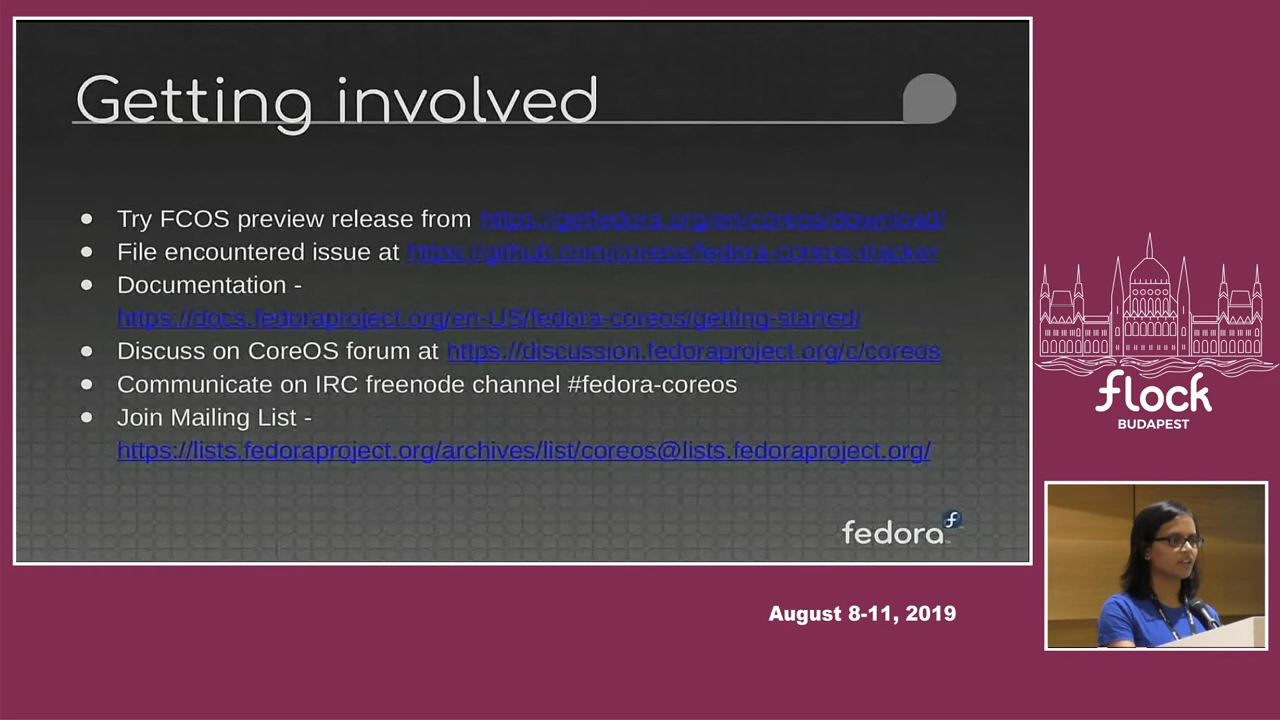 Getting involved
● Try FCOS preview release from https://getfedora.org/en/coreos/download/
● File encountered issue at https://github.com/coreos/fedora-coreos-tracker
● Documentation -
https://docs.fedoraproject.org/en-US/fedora-coreos/getting-started/
● Discuss on CoreOS forum at https://discussion.fedoraproject.org/c/coreos
● Communicate on IRC freenode channel #fedora-coreos
● Join Mailing List -
https://lists.fedoraproject.org/archives/list/coreos@lists.fedoraproject.org/
fedora
flock
BUDAPEST
August 8-11, 2019